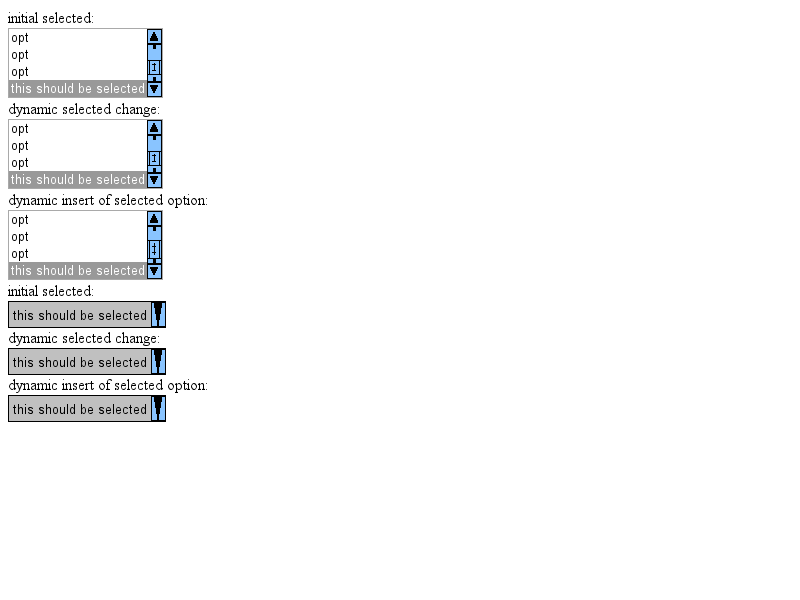 initial selected:
opt
opt
opt
this should be selected
dynamic selected change:
opt
opt
opt
this should be selected
dynamic insert of selected option:
opt
opt
opt
this should be selected
initial selected:
this should be selected
dynamic selected change:
this should be selected
dynamic insert of selected option:
this should be selected